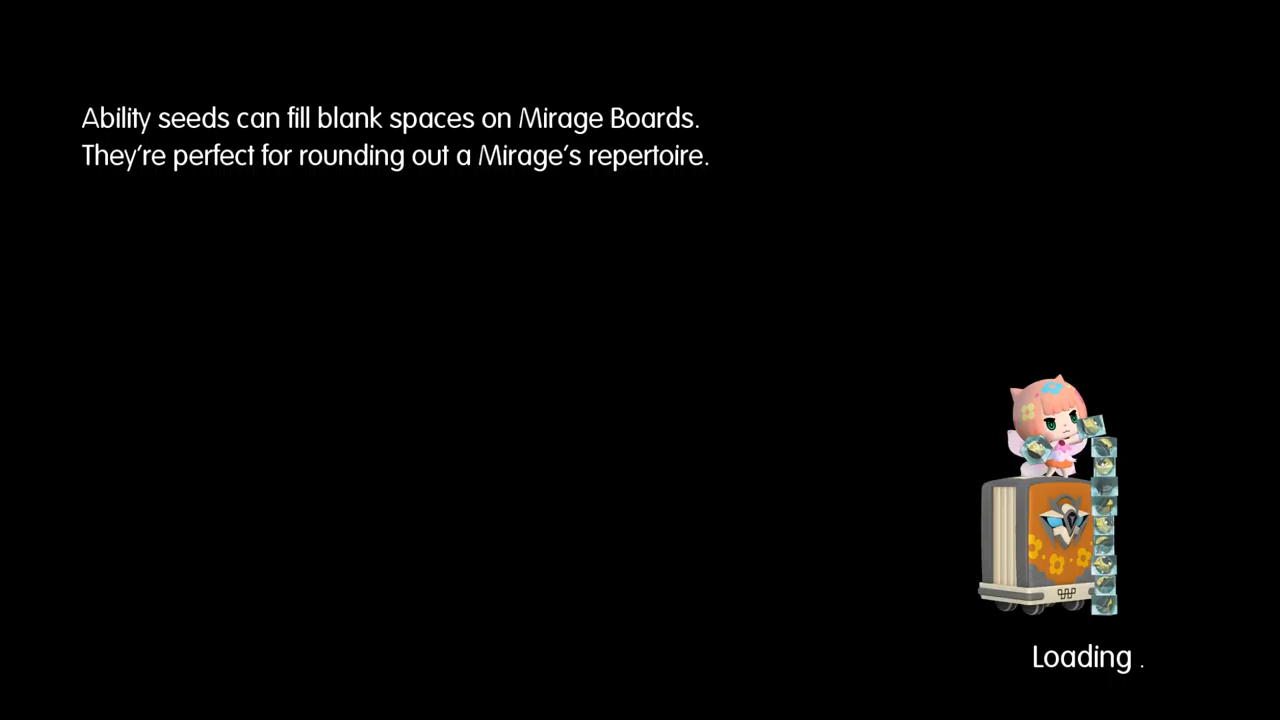 Ability seeds can fill blank spaces on Mirage Boards.
They're perfect for rounding out a Mirage's repertoire.
Loading .